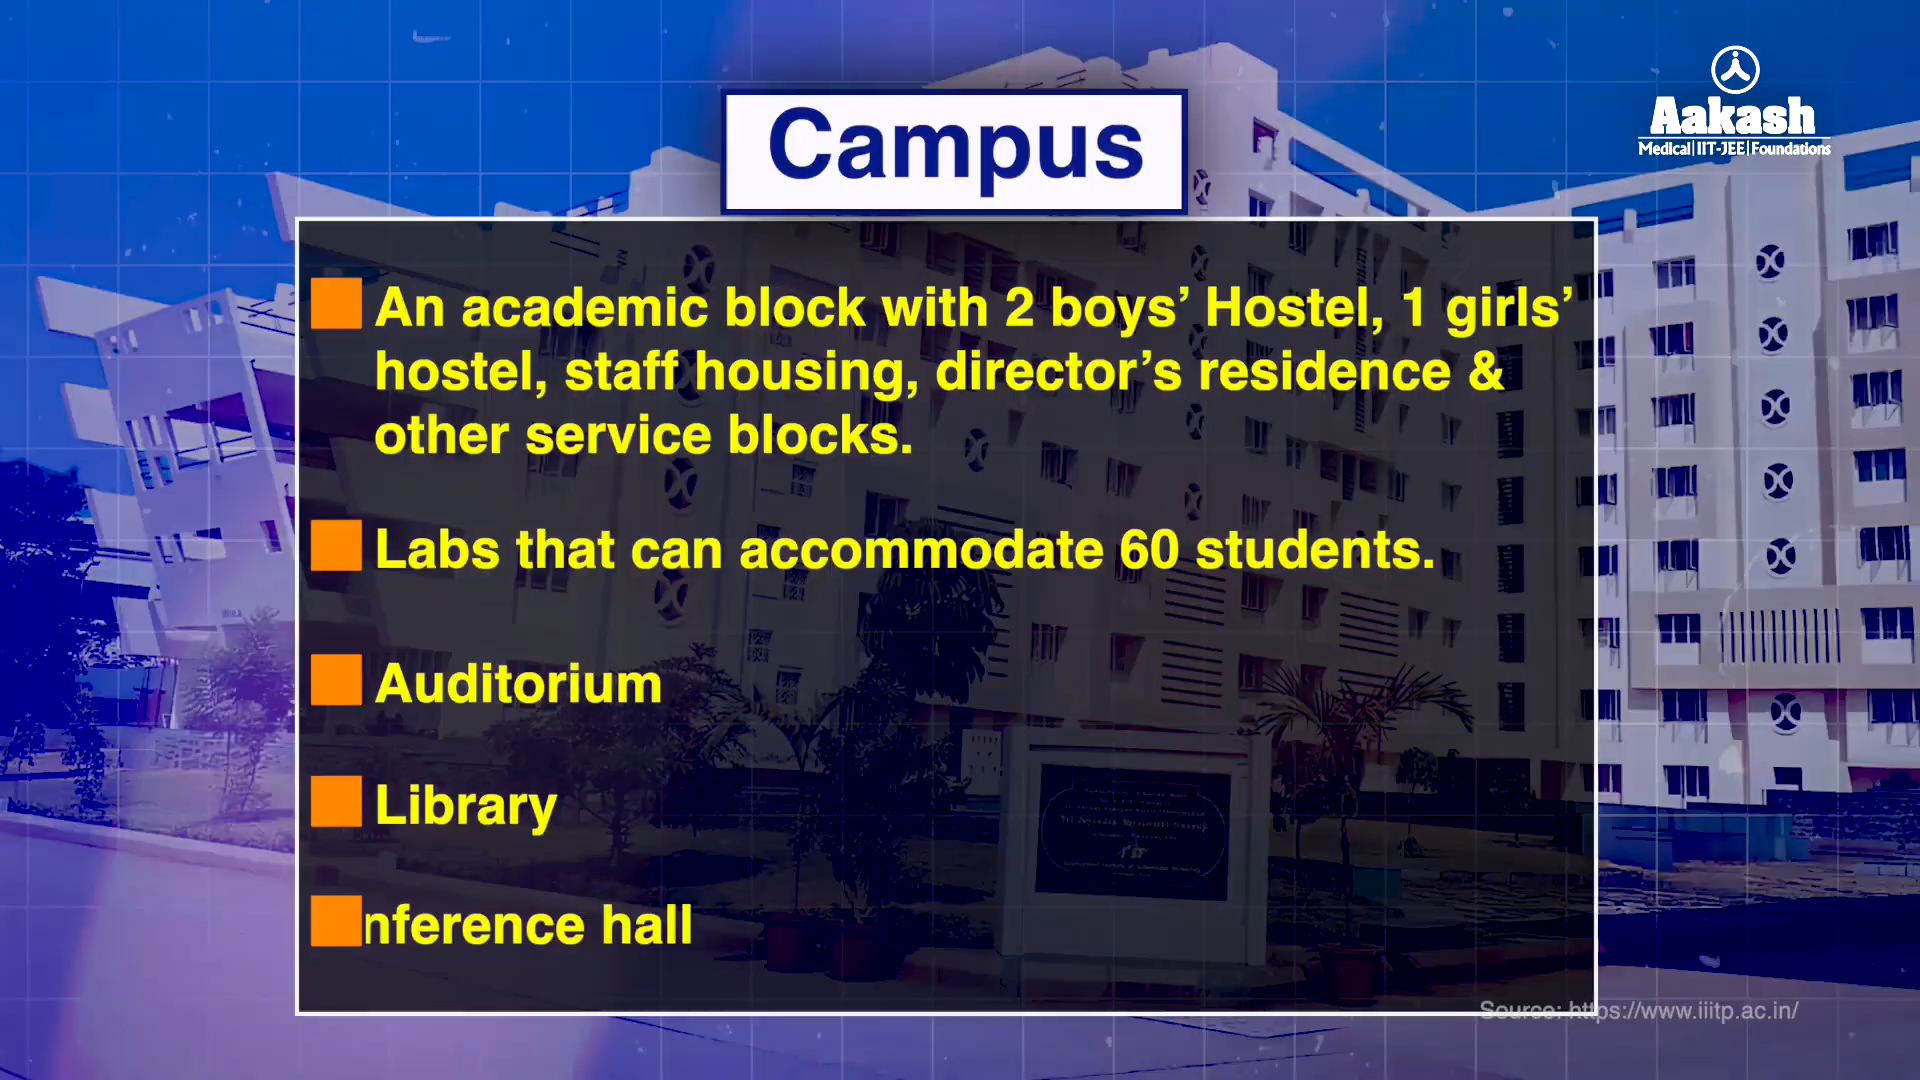 Aakash
Medical|IIT-JEE|Foundations
Campus
An academic block with 2 boys’ Hostel, 1 girls’
hostel, staff housing, director’s residence &
other service blocks.
Labs that can accommodate 60 students.
Auditorium
Library
nference hall
Source: https://www.iiitp.ac.in/